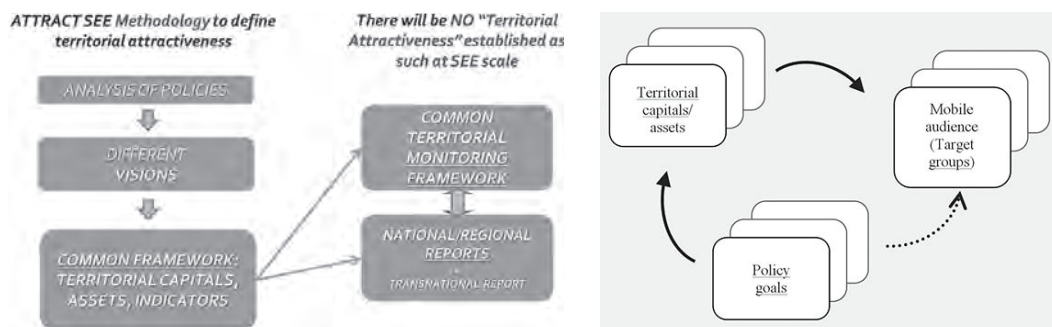 ATTRACT SEE Methodology to define
territorial attractiveness
ANALYSIS OF POLICIES
DIFFERENT
VISIONS
COMMON FRAMEWORK:
TERRITORIAL CAPITALS,
ASSETS, INDICATORS
There will be NO “Territorial
Attractiveness” established as
such at SEE scale
COMMON
TERRITORIAL
MONITORING
FRAMEWORK
NATIONAL/REGIONAL
REPORTS
TRANSNATIONAL REPORT
Territorial
capitals/
assets
Mobile
audience
(Target
groups)
Policy
goals